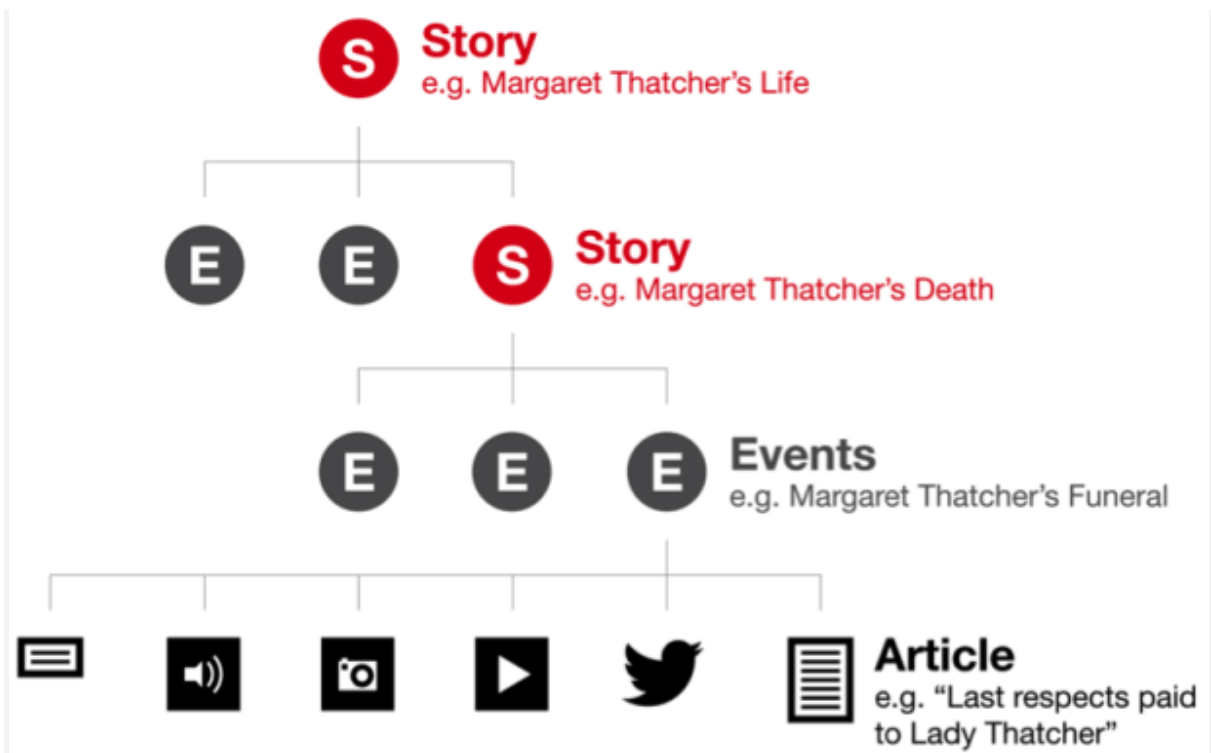 S Story
e.g. Margaret Thatcher’s Life
E E S Story
e.g. Margaret Thatcher’s Death
E E E Events
e.g. Margaret Thatcher’s Funeral
Article
e.g. “Last respects paid
to Lady Thatcher”